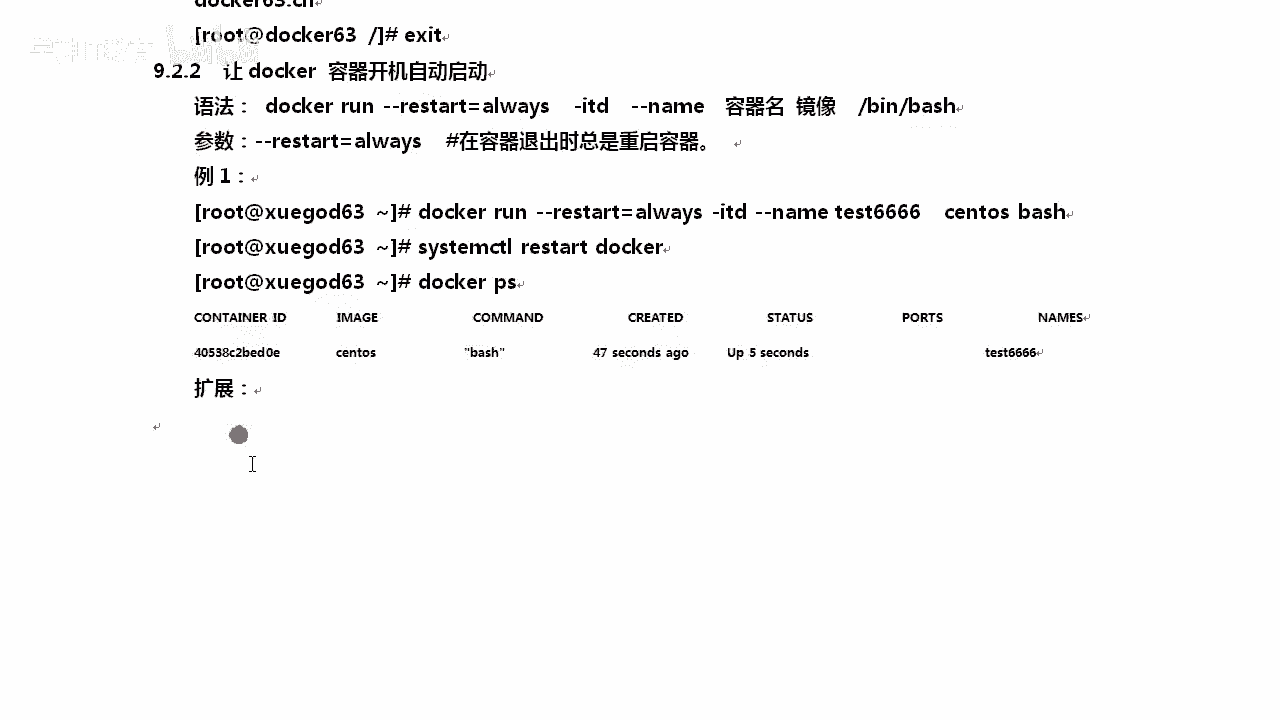 docker63.cn
[root@docker63 /]# exit
9.2.2 让 docker 容器开机自动启动
语法： docker run --restart=always -itd --name 容器名 镜像 /bin/bash
参数：--restart=always #在容器退出时总是重启容器。
例 1：
[root@xuegod63 ~]# docker run --restart=always -itd --name test6666 centos bash
[root@xuegod63 ~]# systemctl restart docker
[root@xuegod63 ~]# docker ps
CONTAINER ID IMAGE COMMAND CREATED STATUS PORTS NAMES
40538c2bed0e centos "bash" 47 seconds ago Up 5 seconds test6666
扩展：